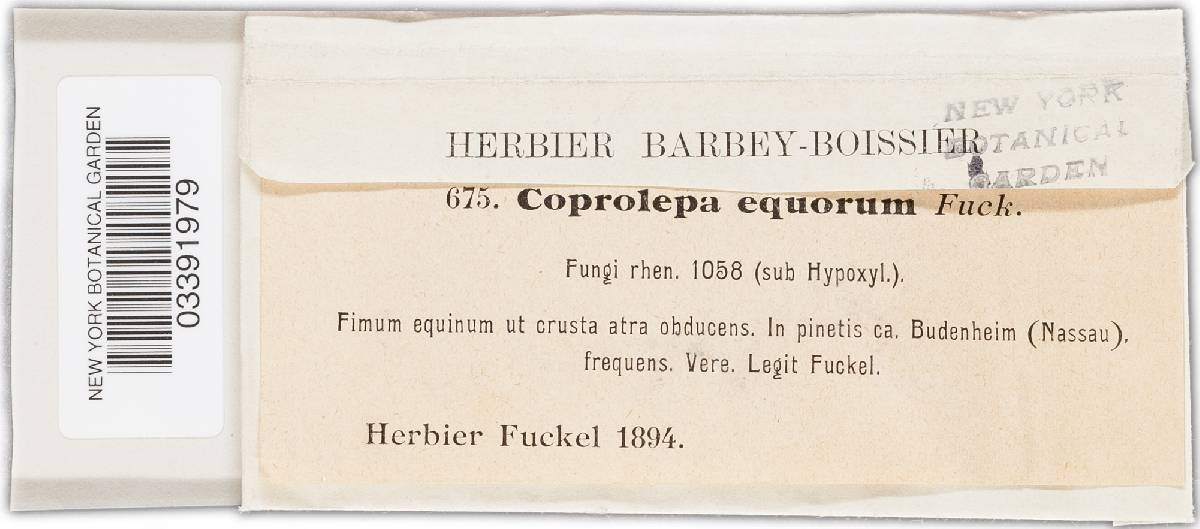 NEW YORK BOTANICAL GARDEN
03391979
NEW YORK
BOTANICAL
GARDEN
HERBIER BARBEY-BOISSIER
675. Coprolepa equorum Fuck.
Fungi rhen. 1058 (sub Hypoxyl.).
Fimum equinum ut crusta atra obducens. In pinetis ca. Budenheim (Nassau).
frequens. Vere. Legit Fuckel.
Herbier Fuckel 1894.